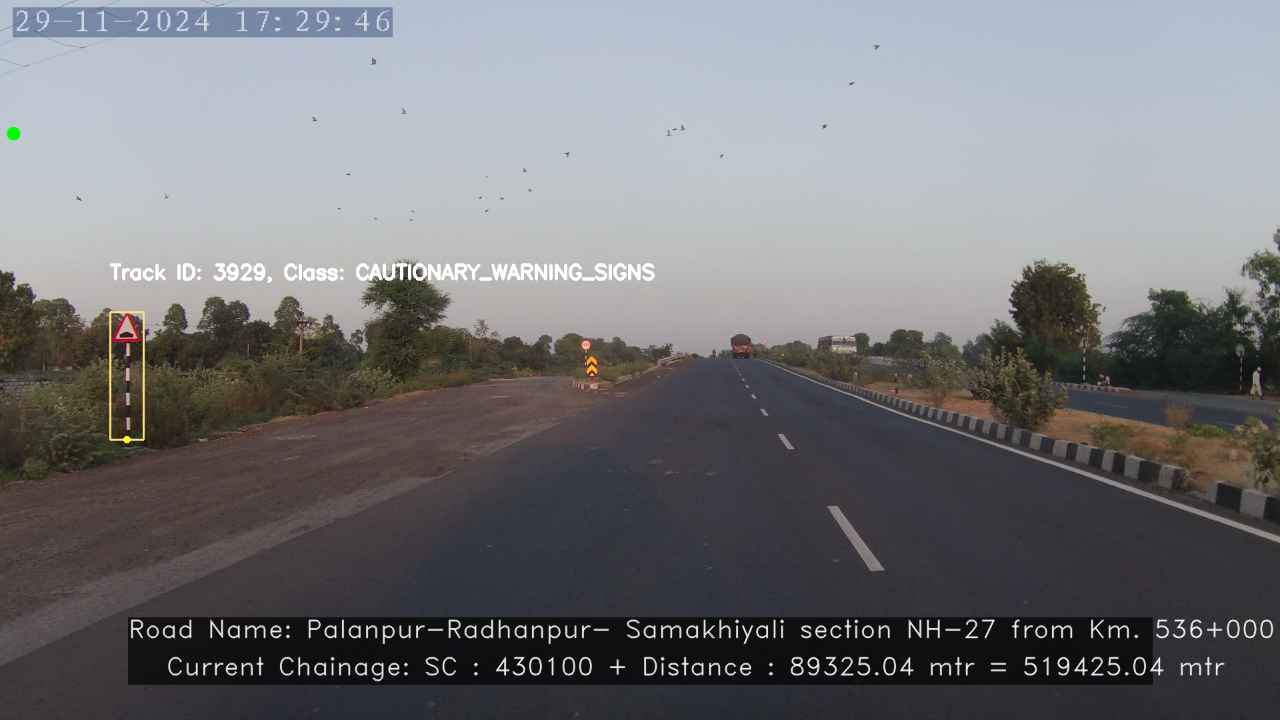 29-11-2024 17:29:46
Track ID: 3929, Class: CAUTIONARY_WARNING_SIGNS
Road Name: Palanpur-Radhanpur- Samakhiyali section NH-27 from Km. 536+000
Current Chainage: SC : 430100 + Distance : 89325.04 mtr = 519425.04 mtr